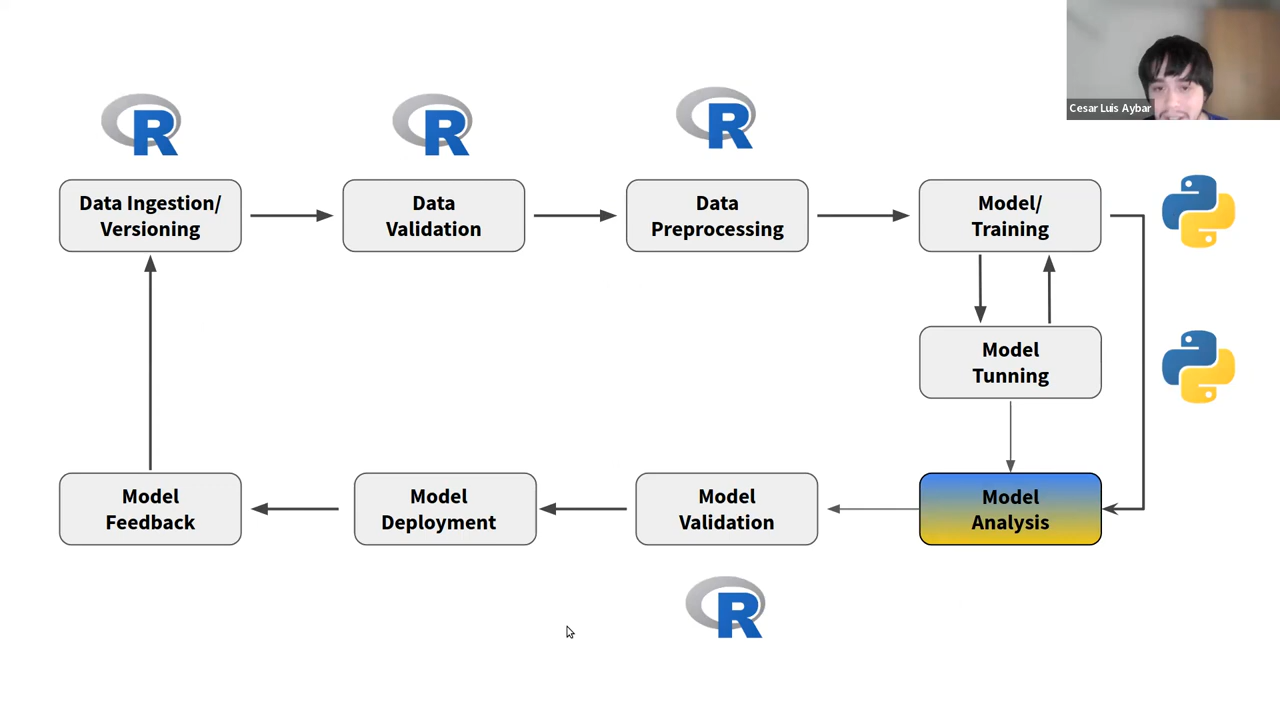 Cesar Luis Aybar
R
R
R
Data Ingestion/
Versioning
Data
Validation
Data
Preprocessing
Model/
Training
Model
Tunning
Model
Feedback
Model
Deployment
Model
Validation
Model
Analysis
R